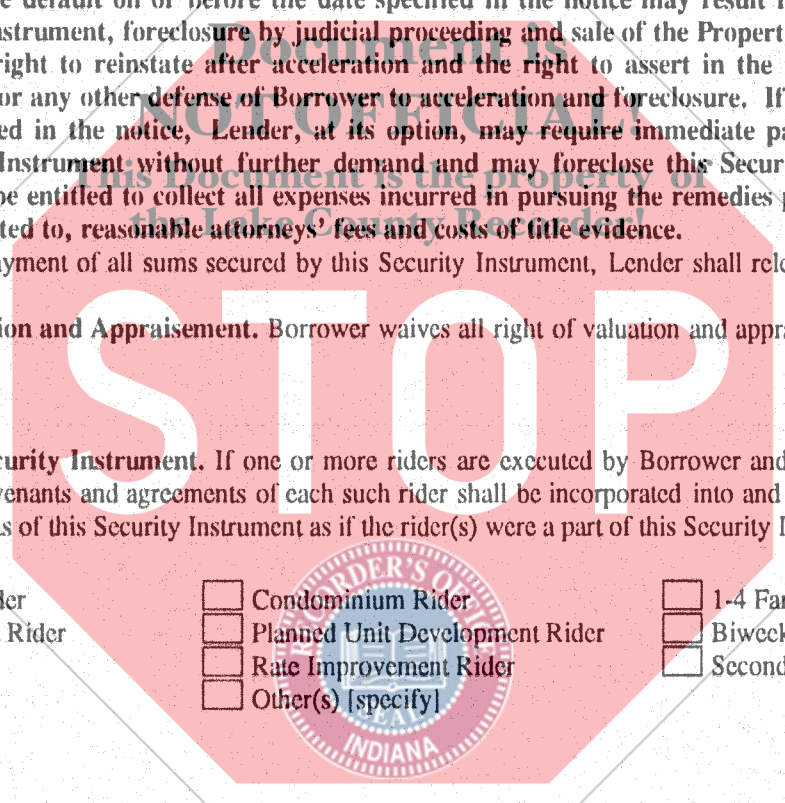 default on or before the date specified in the notice may result
nstrument, foreclosure by judicial proceeding and sale of the Propert
right to reinstate after acceleration and the right to assert in the
or any other defense of Borrower to acceleration and foreclosure. If
ed in the notice, Lender, at its option, may require immediate pa
Instrument without further demand and may foreclose this Secur
be entitled to collect all expenses incurred in pursuing the remedies p
ted to, reasonable attorneys' fees and costs of title evidence.
ayment of all sums secured by this Security Instrument, Lender shall rele
ion and Appraisement. Borrower waives all right of valuation and appra
curity Instrument. If one or more riders are executed by Borrower and
venants and agreements of each such rider shall be incorporated into and
s of this Security Instrument as if the rider(s) were a part of this Security I
der
Condominium Rider
1-4 Fam
Rider
Planned Unit Development Rider
Biweek
Rate Improvement Rider
Second
Other(s) [specify]
Document is
NOT OFFICIAL!
This Document is the property of
the Lake County Recorder!
STOP
RECORDER'S OFFICE
SEAL
INDIANA